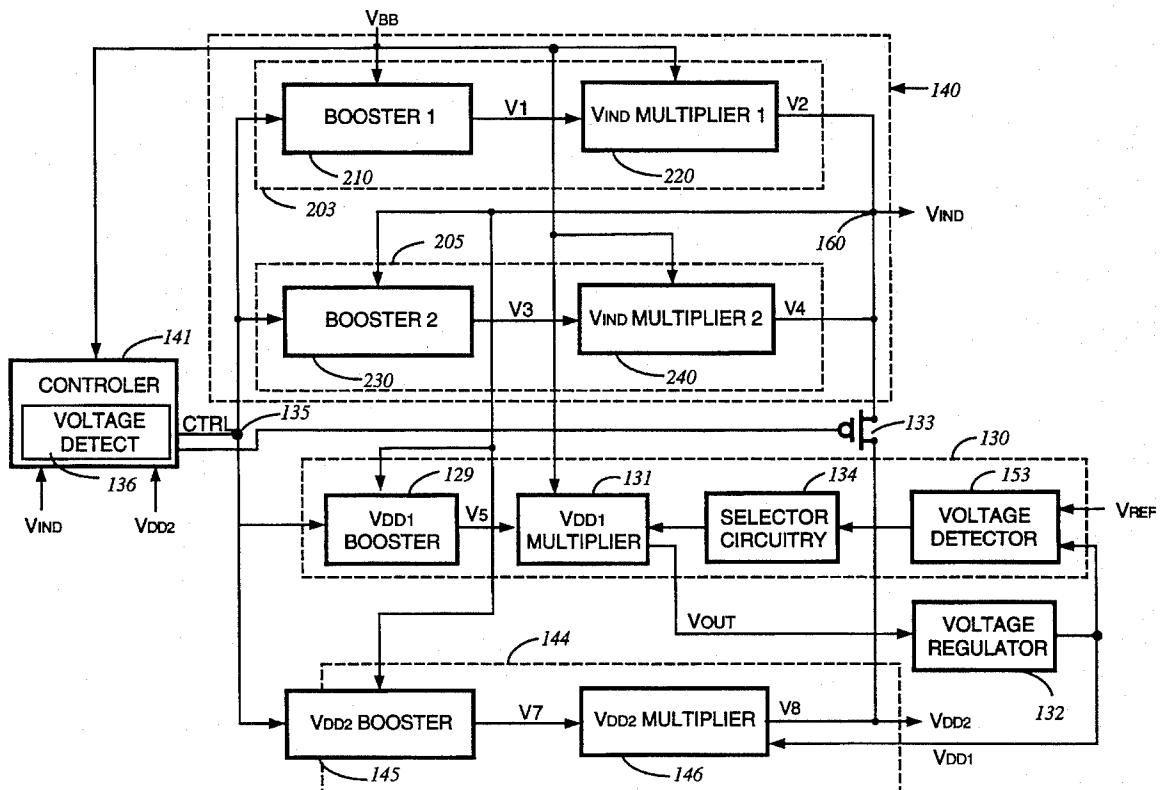 VBB
BOOSTER 1
V1
VIND MULTIPLIER 1
V2
140
210
220
203
205
160
VIND
BOOSTER 2
V3
VIND MULTIPLIER 2
V4
141
CONTROLER
230
240
VOLTAGE
DETECT
CTRL
135
133
136
130
129
131
134
153
VIND
VDD2
VDD1
BOOSTER
V5
VDD1
MULTIPLIER
SELECTOR
CIRCUITRY
VOLTAGE
DETECTOR
VREF
VOUT
VOLTAGE
REGULATOR
144
132
VDD2 BOOSTER
V7
VDD2 MULTIPLIER
V8
VDD2
VDD1
145
146